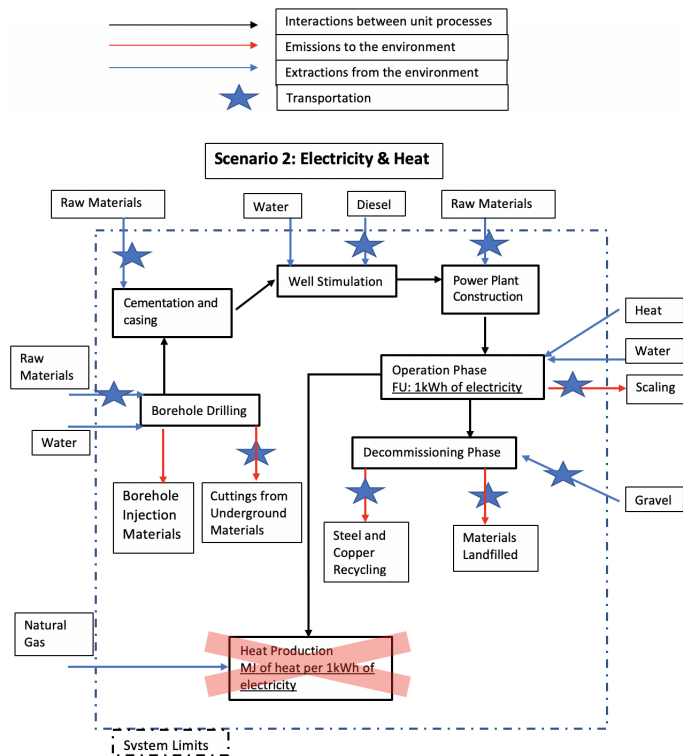 Interactions between unit processes
Emissions to the environment
Extractions from the environment
Transportation
Scenario 2: Electricity & Heat
Raw Materials
Water
Diesel
Raw Materials
Well Stimulation
Power Plant
Construction
Cementation and
casing
Heat
Raw
Materials
Water
Operation Phase
FU: 1kWh of electricity
Scaling
Borehole Drilling
Water
Decommissioning Phase
Gravel
Borehole
Injection
Materials
Cuttings from
Underground
Materials
Steel and
Copper
Recycling
Materials
Landfilled
Natural
Gas
Heat Production
MJ of heat per 1kWh of
electricity
System Limits